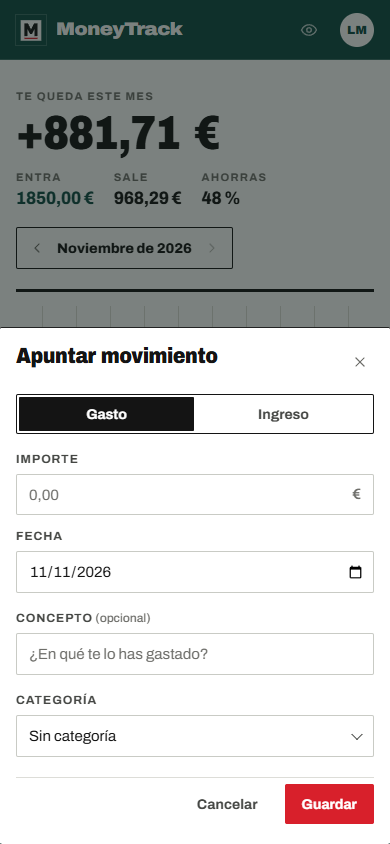 M MoneyTrack LM
TE QUEDA ESTE MES
+881,71 €
ENTRA SALE AHORRAS
1850,00 € 968,29 € 48 %
Noviembre de 2026
Apuntar movimiento
Gasto Ingreso
IMPORTE
0,00 €
FECHA
11/11/2026
CONCEPTO (opcional)
¿En qué te lo has gastado?
CATEGORÍA
Sin categoría
Cancelar Guardar